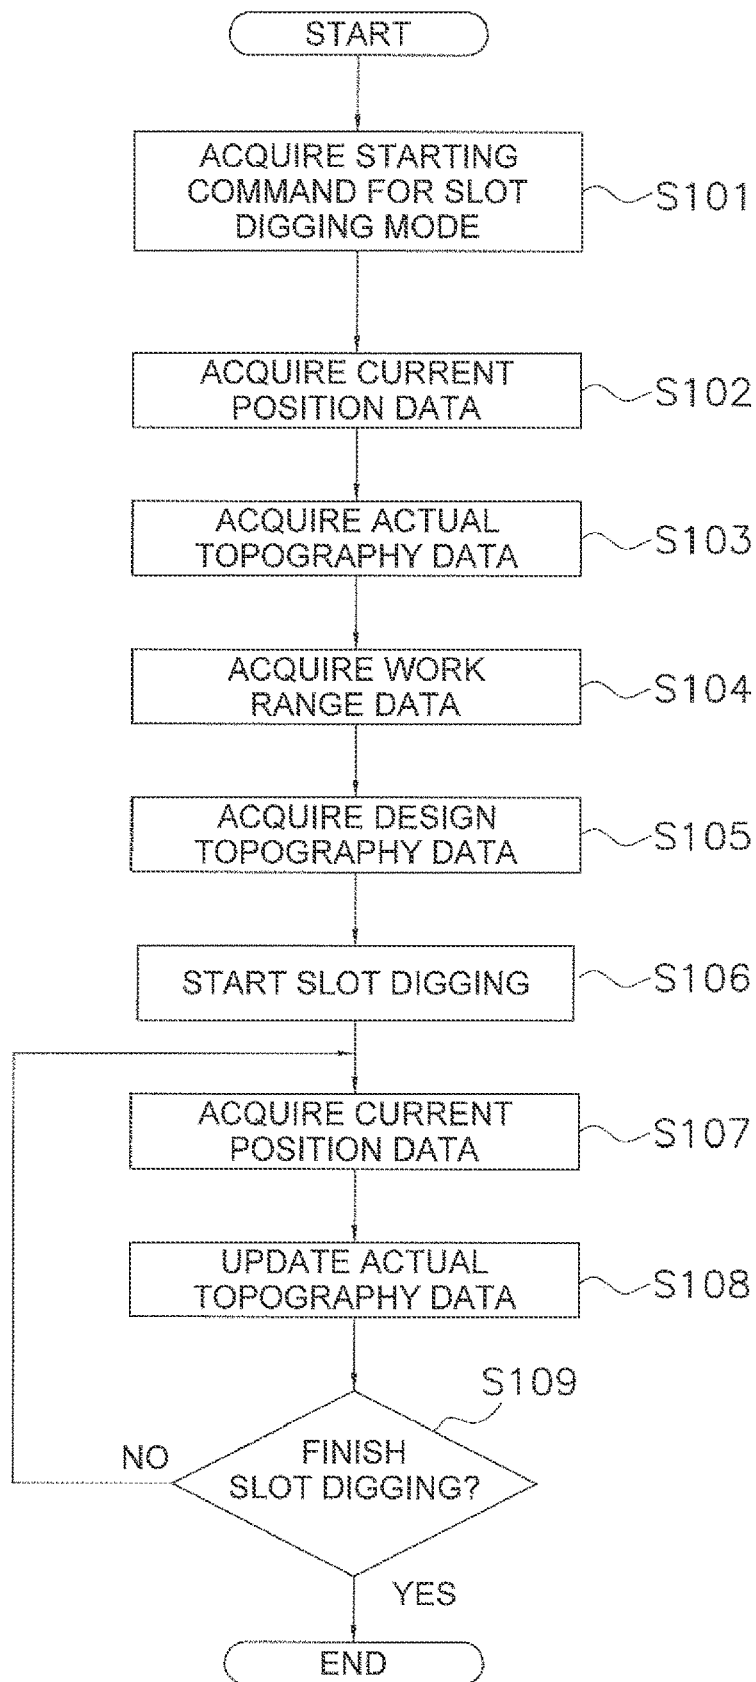 START
ACQUIRE STARTING
COMMAND FOR SLOT
DIGGING MODE
S101
ACQUIRE CURRENT
POSITION DATA
S102
ACQUIRE ACTUAL
TOPOGRAPHY DATA
S103
ACQUIRE WORK
RANGE DATA
S104
ACQUIRE DESIGN
TOPOGRAPHY DATA
S105
START SLOT DIGGING
S106
ACQUIRE CURRENT
POSITION DATA
S107
UPDATE ACTUAL
TOPOGRAPHY DATA
S108
S109
FINISH
SLOT DIGGING?
NO
YES
END